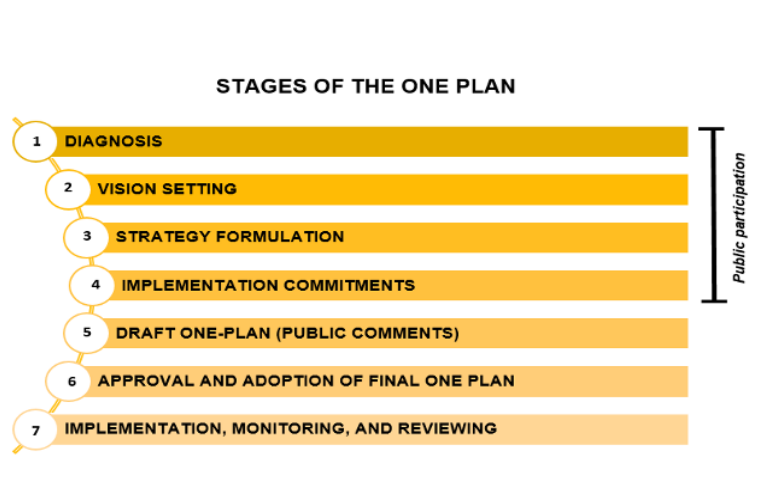 STAGES OF THE ONE PLAN
1 DIAGNOSIS
2 VISION SETTING
3 STRATEGY FORMULATION
4 IMPLEMENTATION COMMITMENTS
5 DRAFT ONE-PLAN (PUBLIC COMMENTS)
6 APPROVAL AND ADOPTION OF FINAL ONE PLAN
7 IMPLEMENTATION, MONITORING, AND REVIEWING
Public participation